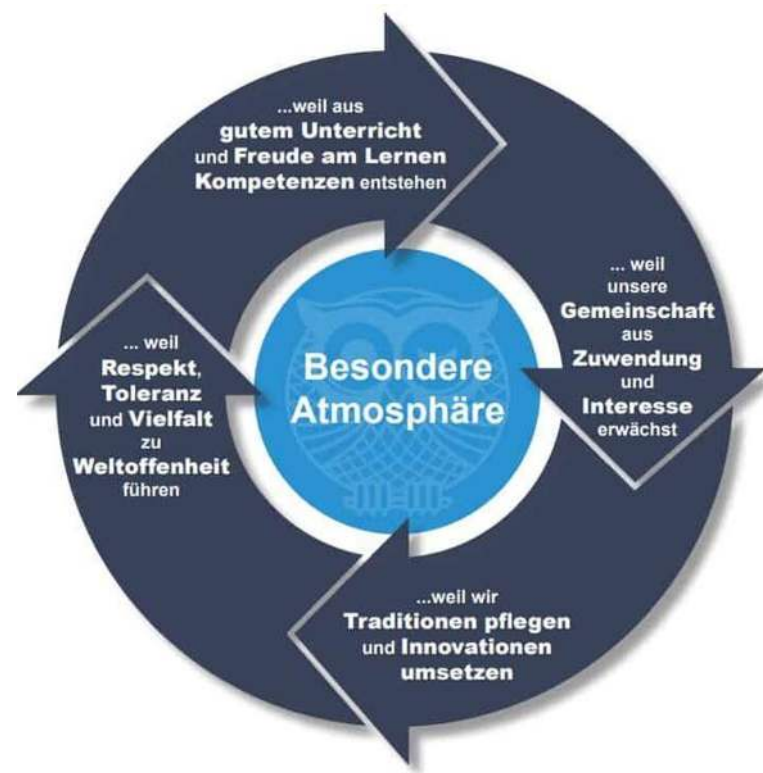 ...weil aus
gutem Unterricht
und Freude am Lernen
Kompetenzen entstehen
... weil
unsere
Gemeinschaft
aus
Zuwendung
und
Interesse
erwächst
...weil wir
Traditionen pflegen
und Innovationen
umsetzen
... weil
Respekt,
Toleranz
und Vielfalt
zu
Weltoffenheit
führen
Besondere
Atmosphäre